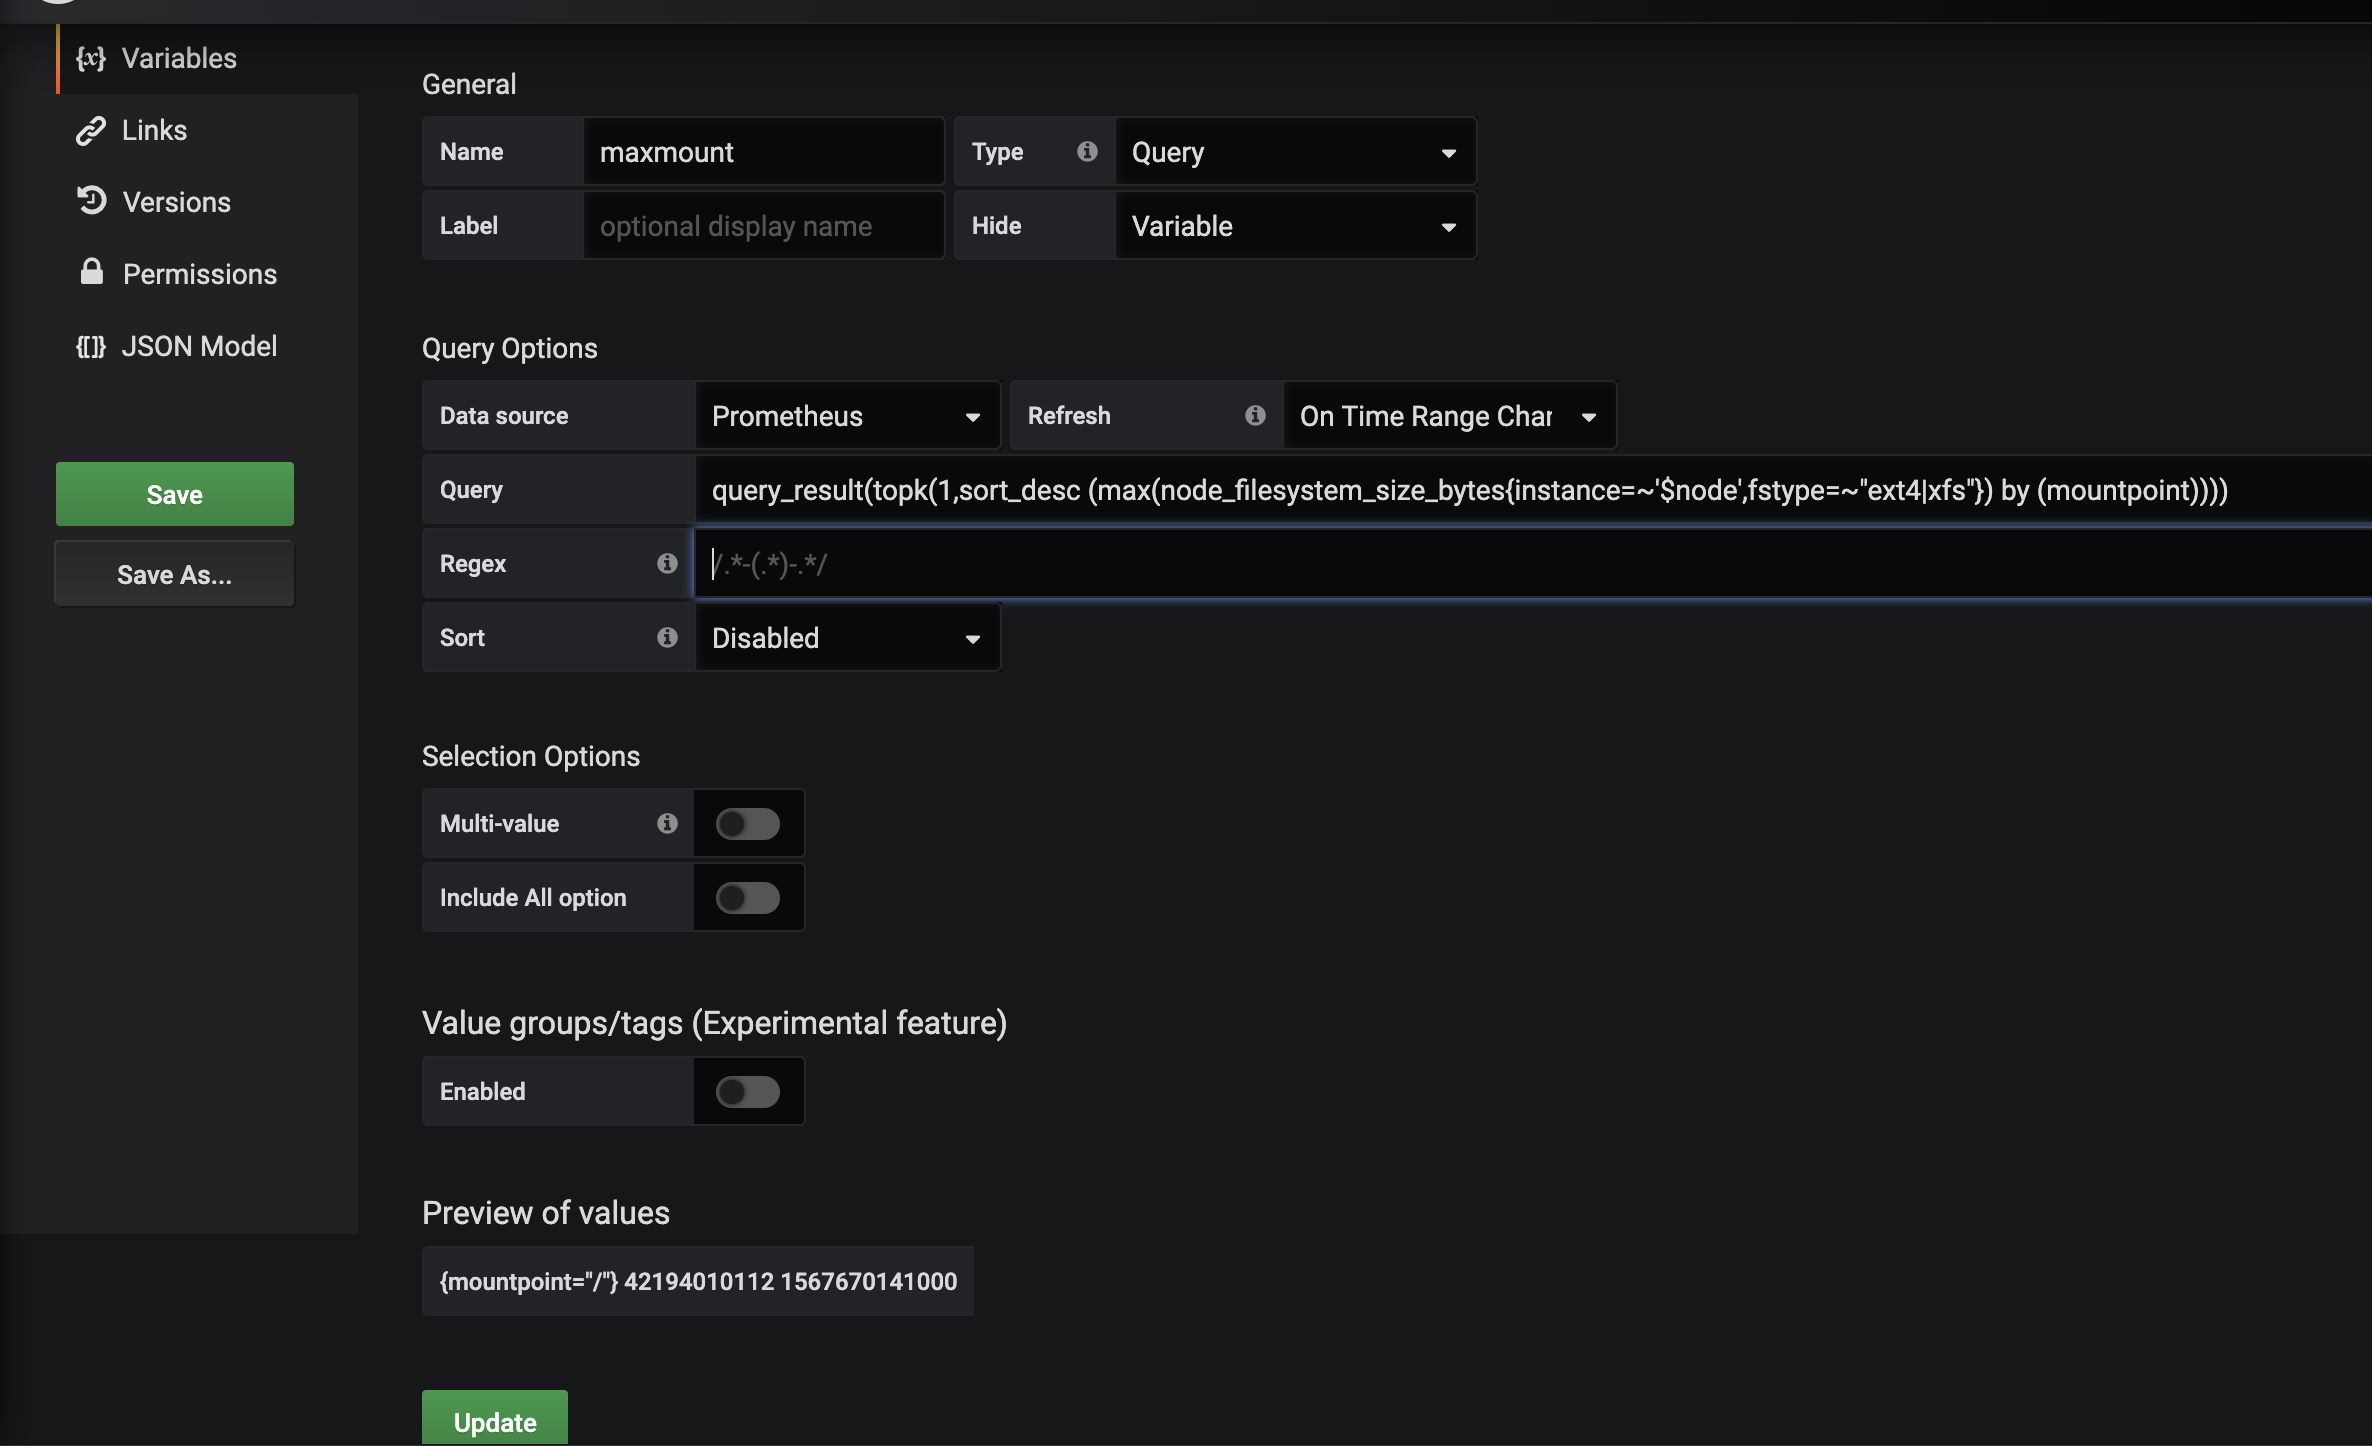 Variables
Links
Versions
Permissions
JSON Model
Save
Save As...
General
Name maxmount Type Query
Label optional display name Hide Variable
Query Options
Data source Prometheus Refresh On Time Range Char
Query query_result(topk(1,sort_desc (max(node_filesystem_size_bytes{instance=~'$node',fstype=~"ext4|xfs"}) by (mountpoint))))
Regex /.*-(.*)-.*/
Sort Disabled
Selection Options
Multi-value
Include All option
Value groups/tags (Experimental feature)
Enabled
Preview of values
{mountpoint="/"} 42194010112 1567670141000
Update